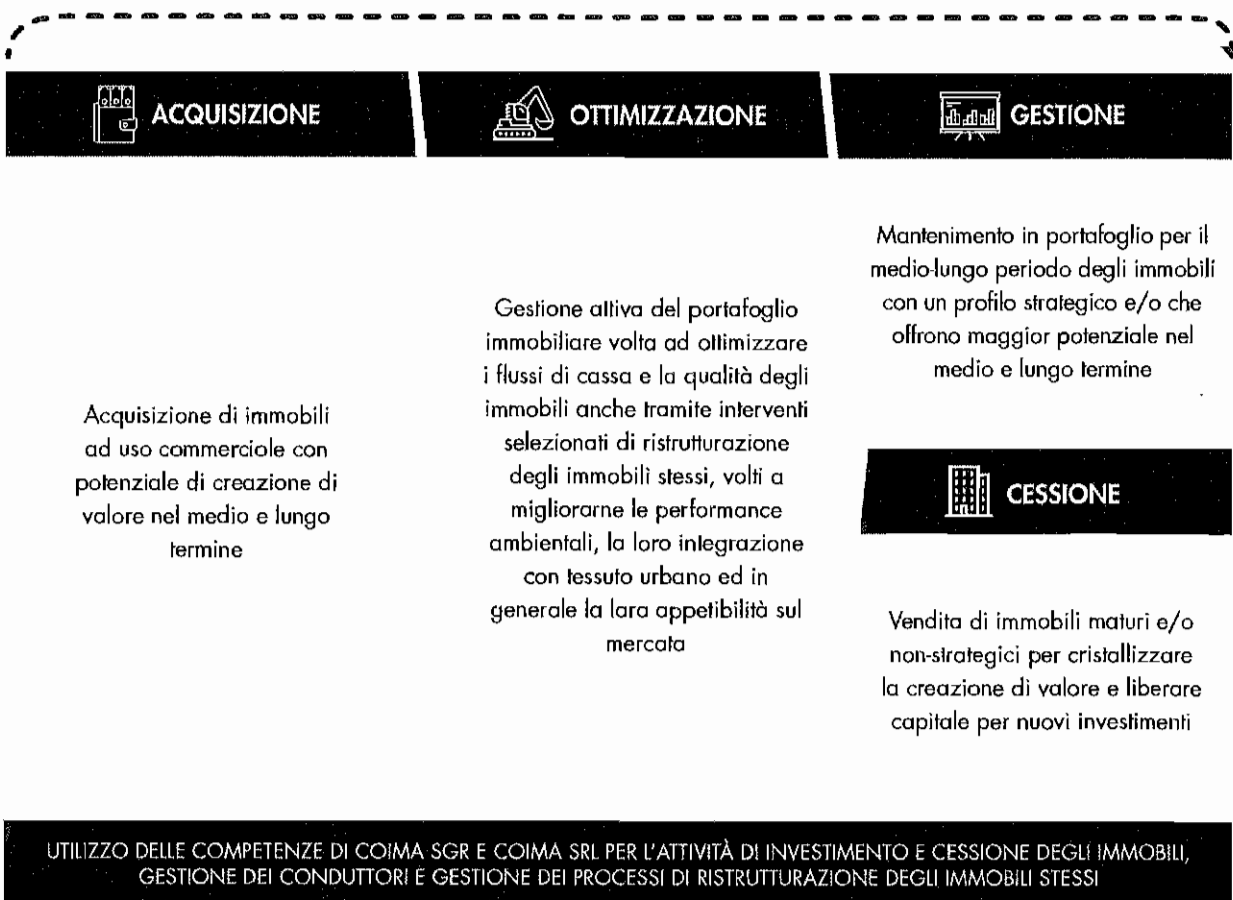 ACQUISIZIONE
Acquisizione di immobili
ad uso commerciole con
potenziale di creazione di
valore nel medio e lungo
termine
OTTIMIZZAZIONE
Gestione attiva del portafoglio
immobiliare volta ad ottimizzare
i flussi di cassa e la qualità degli
immobili anche tramite interventi
selezionati di ristrutturazione
degli immobili stessi, volti a
migliorarne le performance
ambientali, la loro integrazione
con tessuto urbano ed in
generale la lara appetibilità sul
mercata
GESTIONE
Mantenimento in portafoglio per il
medio-lungo periodo degli immobili
con un profilo strategico e/o che
offrono maggior potenziale nel
medio e lungo termine
CESSIONE
Vendita di immobili maturi e/o
non-strategici per cristallizzare
la creazione di valore e liberare
capitale per nuovi investimenti
UTILIZZO DELLE COMPETENZE DI COIMA SGR E COIMA SRL PER L'ATTIVITÀ DI INVESTIMENTO E CESSIONE DEGLI IMMOBILI,
GESTIONE DEI CONDUTTORI E GESTIONE DEI PROCESSI DI RISTRUTTURAZIONE DEGLI IMMOBILI STESSI